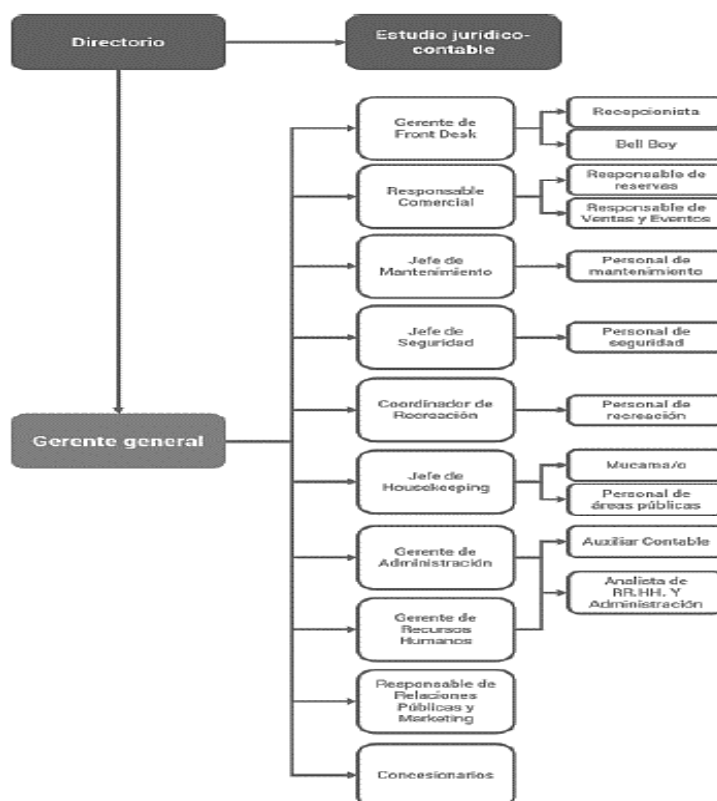 Directorio
Estudio jurídico-
contable
Gerente de
Front Desk
Recepcionista
Bell Boy
Responsable
Comercial
Responsable de
reservas
Responsable de
Ventas y Eventos
Jefe de
Mantenimiento
Personal de
mantenimiento
Jefe de
Seguridad
Personal de
seguridad
Gerente general
Coordinador de
Recreación
Personal de
recreación
Jefe de
Housekeeping
Mucama/o
Personal de
áreas públicas
Gerente de
Administración
Auxiliar Contable
Analista de
RR.HH. Y
Administración
Gerente de
Recursos
Humanos
Responsable de
Relaciones
Públicas y
Marketing
Concesionarios